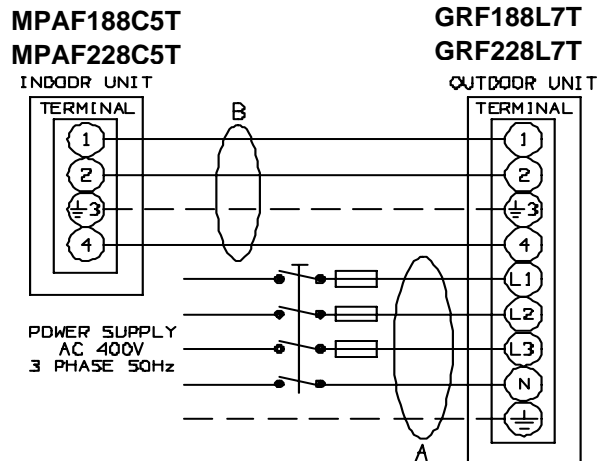 MPAF188C5T
MPAF228C5T
GRF188L7T
GRF228L7T
INDOOR UNIT
OUTDOOR UNIT
TERMINAL
TERMINAL
B
1
1
2
2
3
3
4
4
L1
L2
L3
N
POWER SUPPLY
AC 400V
3 PHASE 50Hz
A